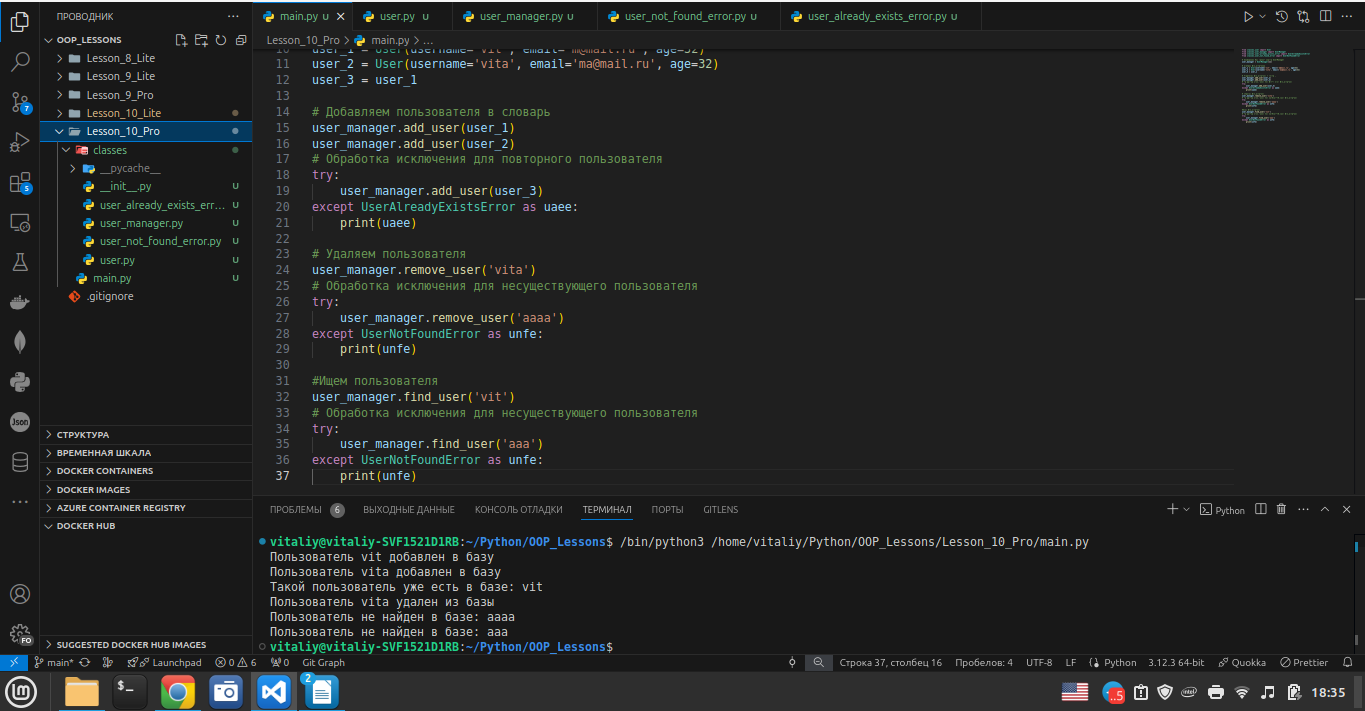 ПРОВОДНИК
OOP_LESSONS
Lesson_8_Lite
Lesson_9_Lite
Lesson_9_Pro
Lesson_10_Lite
Lesson_10_Pro
classes
__pycache__
__init__.py U
user_already_exists_err... U
user_manager.py U
user_not_found_error.py U
user.py U
main.py U
.gitignore
СТРУКТУРА
ВРЕМЕННАЯ ШКАЛА
DOCKER CONTAINERS
DOCKER IMAGES
AZURE CONTAINER REGISTRY
DOCKER HUB
SUGGESTED DOCKER HUB IMAGES
7
5
Json
FO
main.py U
user.py U
user_manager.py U
user_not_found_error.py U
user_already_exists_error.py U
Lesson_10_Pro > main.py > ...
10 user_1 = User(username='vit', email='m@mail.ru', age=32)
11 user_2 = User(username='vita', email='ma@mail.ru', age=32)
12 user_3 = user_1
13
14 # Добавляем пользователя в словарь
15 user_manager.add_user(user_1)
16 user_manager.add_user(user_2)
17 # Обработка исключения для повторного пользователя
18 try:
19 user_manager.add_user(user_3)
20 except UserAlreadyExistsError as uaee:
21 print(uaee)
22
23 # Удаляем пользователя
24 user_manager.remove_user('vita')
25 # Обработка исключения для несуществующего пользователя
26 try:
27 user_manager.remove_user('aaaa')
28 except UserNotFoundError as unfe:
29 print(unfe)
30
31 #Ищем пользователя
32 user_manager.find_user('vit')
33 # Обработка исключения для несуществующего пользователя
34 try:
35 user_manager.find_user('aaa')
36 except UserNotFoundError as unfe:
37 print(unfe)
ПРОБЛЕМЫ 6 ВЫХОДНЫЕ ДАННЫЕ КОНСОЛЬ ОТЛАДКИ ТЕРМИНАЛ ПОРТЫ GITLENS
Python
vitaliy@vitaliy-SVF1521D1RB:~/Python/OOP_Lessons$ /bin/python3 /home/vitaliy/Python/OOP_Lessons/Lesson_10_Pro/main.py
Пользователь vit добавлен в базу
Пользователь vita добавлен в базу
Такой пользователь уже есть в базе: vit
Пользователь vita удален из базы
Пользователь не найден в базе: aaaa
Пользователь не найден в базе: aaa
vitaliy@vitaliy-SVF1521D1RB:~/Python/OOP_Lessons$
main* Launchpad 0 6 0 Git Graph Строка 37, столбец 16 Пробелов: 4 UTF-8 LF Python 3.12.3 64-bit Quokka Prettier
2 ..5 18:35